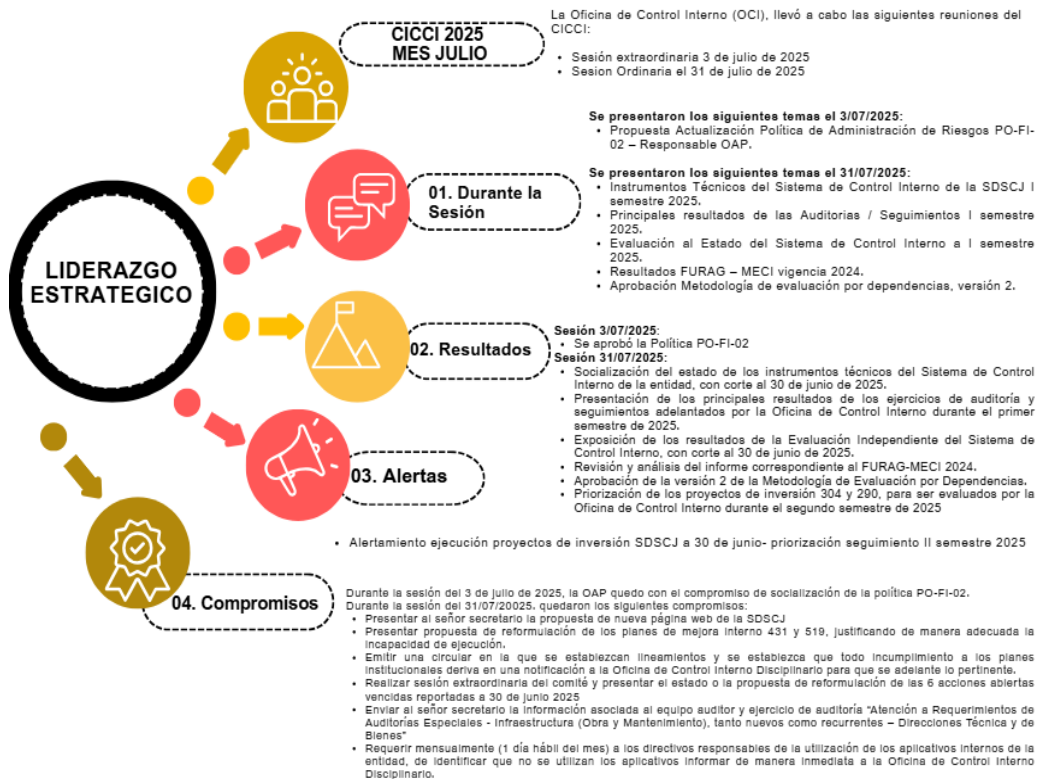 CICCI 2025
MES JULIO
La Oficina de Control Interno (OCI), llevó a cabo las siguientes reuniones del
CICCI:
• Sesión extraordinaria 3 de julio de 2025
• Sesion Ordinaria el 31 de julio de 2025
LIDERAZGO
ESTRATEGICO
01. Durante la
Sesión
Se presentaron los siguientes temas el 3/07/2025:
• Propuesta Actualización Política de Administración de Riesgos PO-FI-
02 – Responsable OAP.
Se presentaron los siguientes temas el 31/07/2025:
• Instrumentos Técnicos del Sistema de Control Interno de la SDSCJ I
semestre 2025.
• Principales resultados de las Auditorias / Seguimientos I semestre
2025.
• Evaluación al Estado del Sistema de Control Interno a I semestre
2025.
• Resultados FURAG – MECI vigencia 2024.
• Aprobación Metodología de evaluación por dependencias, versión 2.
02. Resultados
Sesión 3/07/2025:
• Se aprobó la Política PO-FI-02
Sesión 31/07/2025:
• Socialización del estado de los instrumentos técnicos del Sistema de Control
Interno de la entidad, con corte al 30 de junio de 2025.
• Presentación de los principales resultados de los ejercicios de auditoría y
seguimientos adelantados por la Oficina de Control Interno durante el primer
semestre de 2025.
• Exposición de los resultados de la Evaluación Independiente del Sistema de
Control Interno, con corte al 30 de junio de 2025.
• Revisión y análisis del informe correspondiente al FURAG-MECI 2024.
• Aprobación de la versión 2 de la Metodología de Evaluación por Dependencias.
• Priorización de los proyectos de inversión 304 y 290, para ser evaluados por la
Oficina de Control Interno durante el segundo semestre de 2025
03. Alertas
• Alertamiento ejecución proyectos de inversión SDSCJ a 30 de junio- priorización seguimiento II semestre 2025
04. Compromisos
Durante la sesión del 3 de julio de 2025, la OAP quedo con el compromiso de socialización de la política PO-FI-02.
Durante la sesión del 31/07/20025. quedaron los siguientes compromisos:
• Presentar al señor secretario la propuesta de nueva página web de la SDSCJ
• Presentar propuesta de reformulación de los planes de mejora interno 431 y 519, justificando de manera adecuada la
incapacidad de ejecución.
• Emitir una circular en la que se establezcan lineamientos y se establezca que todo incumplimiento a los planes
institucionales deriva en una notificación a la Oficina de Control Interno Disciplinario para que se adelante lo pertinente.
• Realizar sesión extraordinaria del comité y presentar el estado o la propuesta de reformulación de las 6 acciones abiertas
vencidas reportadas a 30 de junio 2025
• Enviar al señor secretario la información asociada al equipo auditor y ejercicio de auditoría "Atención a Requerimientos de
Auditorías Especiales - Infraestructura (Obra y Mantenimiento), tanto nuevos como recurrentes – Direcciones Técnica y de
Bienes"
• Requerir mensualmente (1 día hábil del mes) a los directivos responsables de la utilización de los aplicativos internos de la
entidad, de identificar que no se utilizan los aplicativos informar de manera inmediata a la Oficina de Control Interno
Disciplinario.